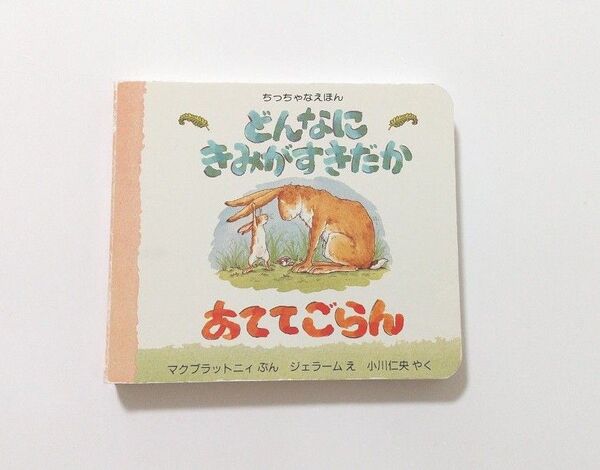 ちっちゃなえほん
どんなに
きみがすきだか
あててごらん
マクブラットニィ ぶん ジェラーム え 小川仁央 やく